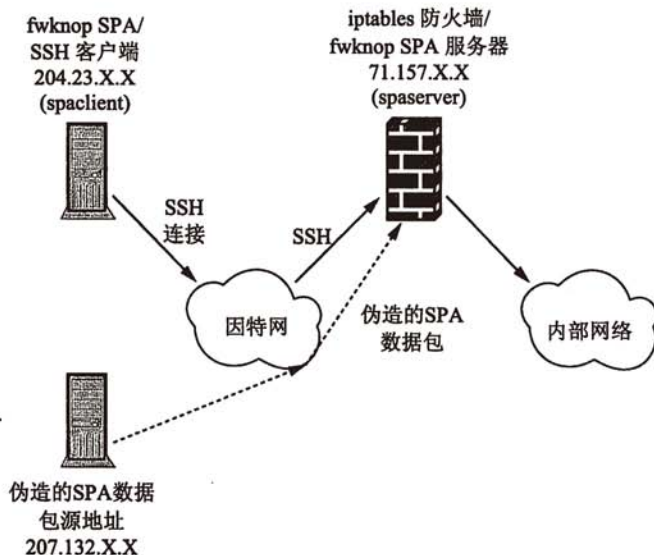 fwknop SPA/
SSH 客户端
204.23.X.X
(spaclient)
iptables 防火墙/
fwknop SPA 服务器
71.157.X.X
(spaserver)
SSH
连接
SSH
因特网
伪造的SPA
数据包
内部网络
伪造的SPA数据
包源地址
207.132.X.X